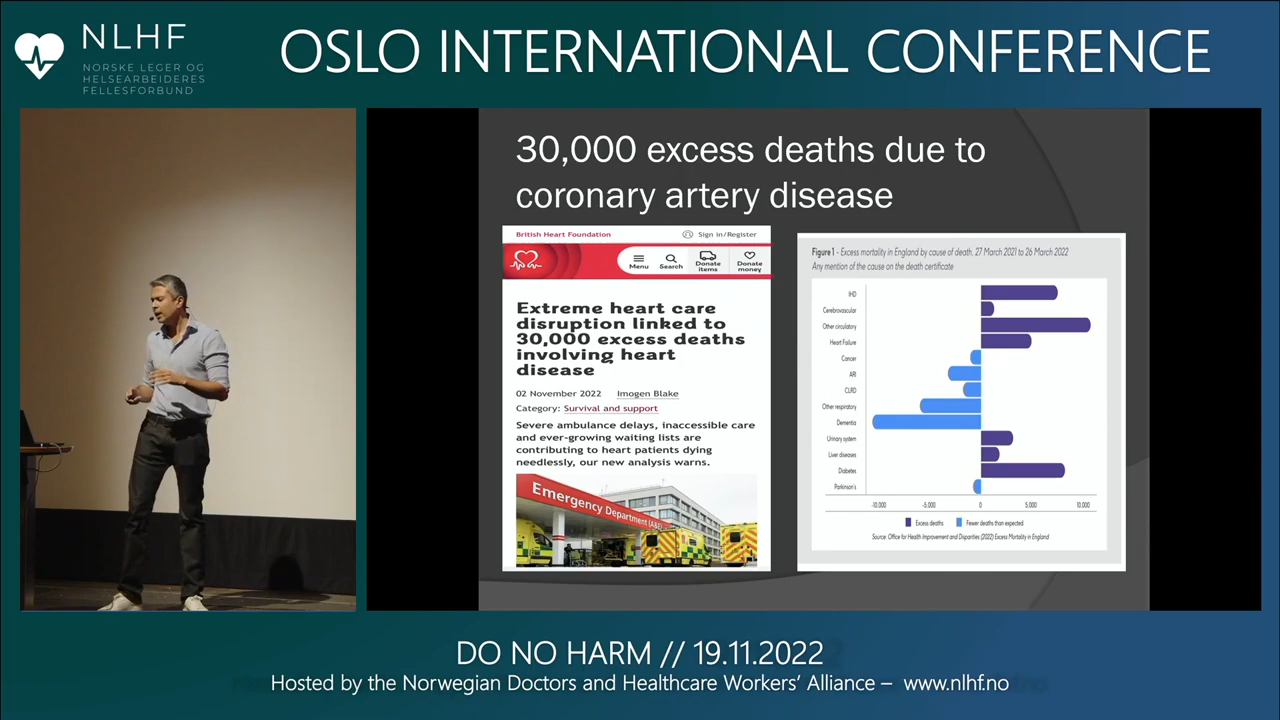 NLHF
NORSKE LEGER OG
HELSEARBEIDERES
FELLESFORBUND
OSLO INTERNATIONAL CONFERENCE
30,000 excess deaths due to
coronary artery disease
British Heart Foundation
Sign in/Register
Menu
Search
Donate
items
Donate
money
Extreme heart care
disruption linked to
30,000 excess deaths
involving heart
disease
02 November 2022 Imogen Blake
Category: Survival and support
Severe ambulance delays, inaccessible care
and ever-growing waiting lists are
contributing to heart patients dying
needlessly, our new analysis warns.
Emergency Department (A&E)
Figure 1 - Excess mortality in England by cause of death, 27 March 2021 to 26 March 2022
Any mention of the cause on the death certificate
IHD
Cerebrovascular
Other circulatory
Heart Failure
Cancer
ARI
CLRD
Other respiratory
Dementia
Urinary system
Liver diseases
Diabetes
Parkinson's
-10,000 -5,000 0 5,000 10,000
Excess deaths Fewer deaths than expected
Source: Office for Health Improvement and Disparities (2022) Excess Mortality in England
DO NO HARM // 19.11.2022
Hosted by the Norwegian Doctors and Healthcare Workers' Alliance – www.nlhf.no